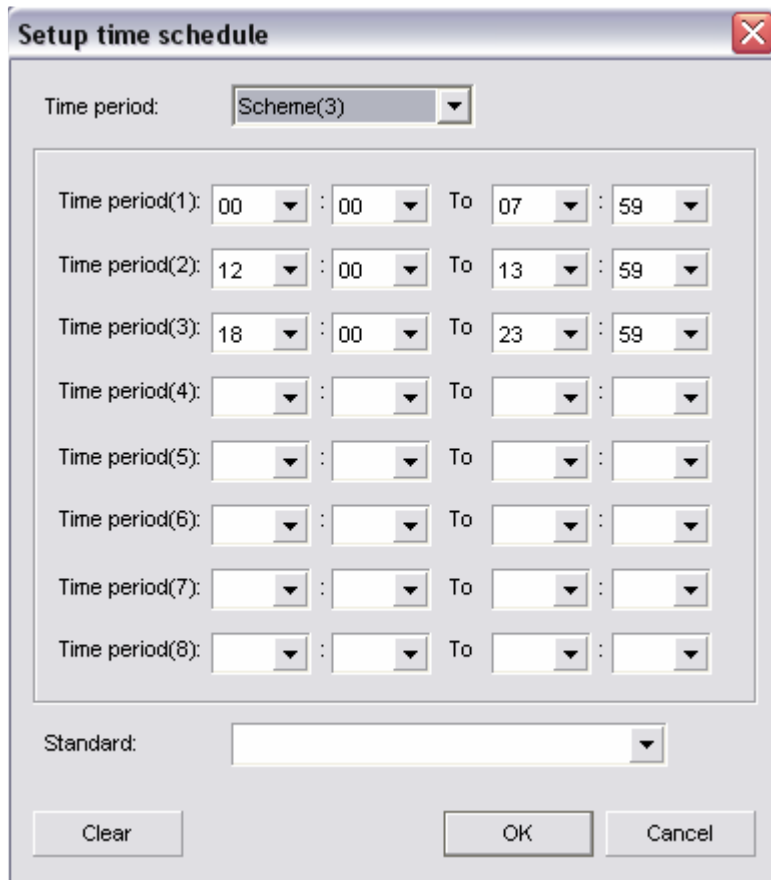 Setup time schedule
Time period: Scheme(3)
Time period(1): 00 : 00 To 07 : 59
Time period(2): 12 : 00 To 13 : 59
Time period(3): 18 : 00 To 23 : 59
Time period(4): : To :
Time period(5): : To :
Time period(6): : To :
Time period(7): : To :
Time period(8): : To :
Standard:
Clear OK Cancel